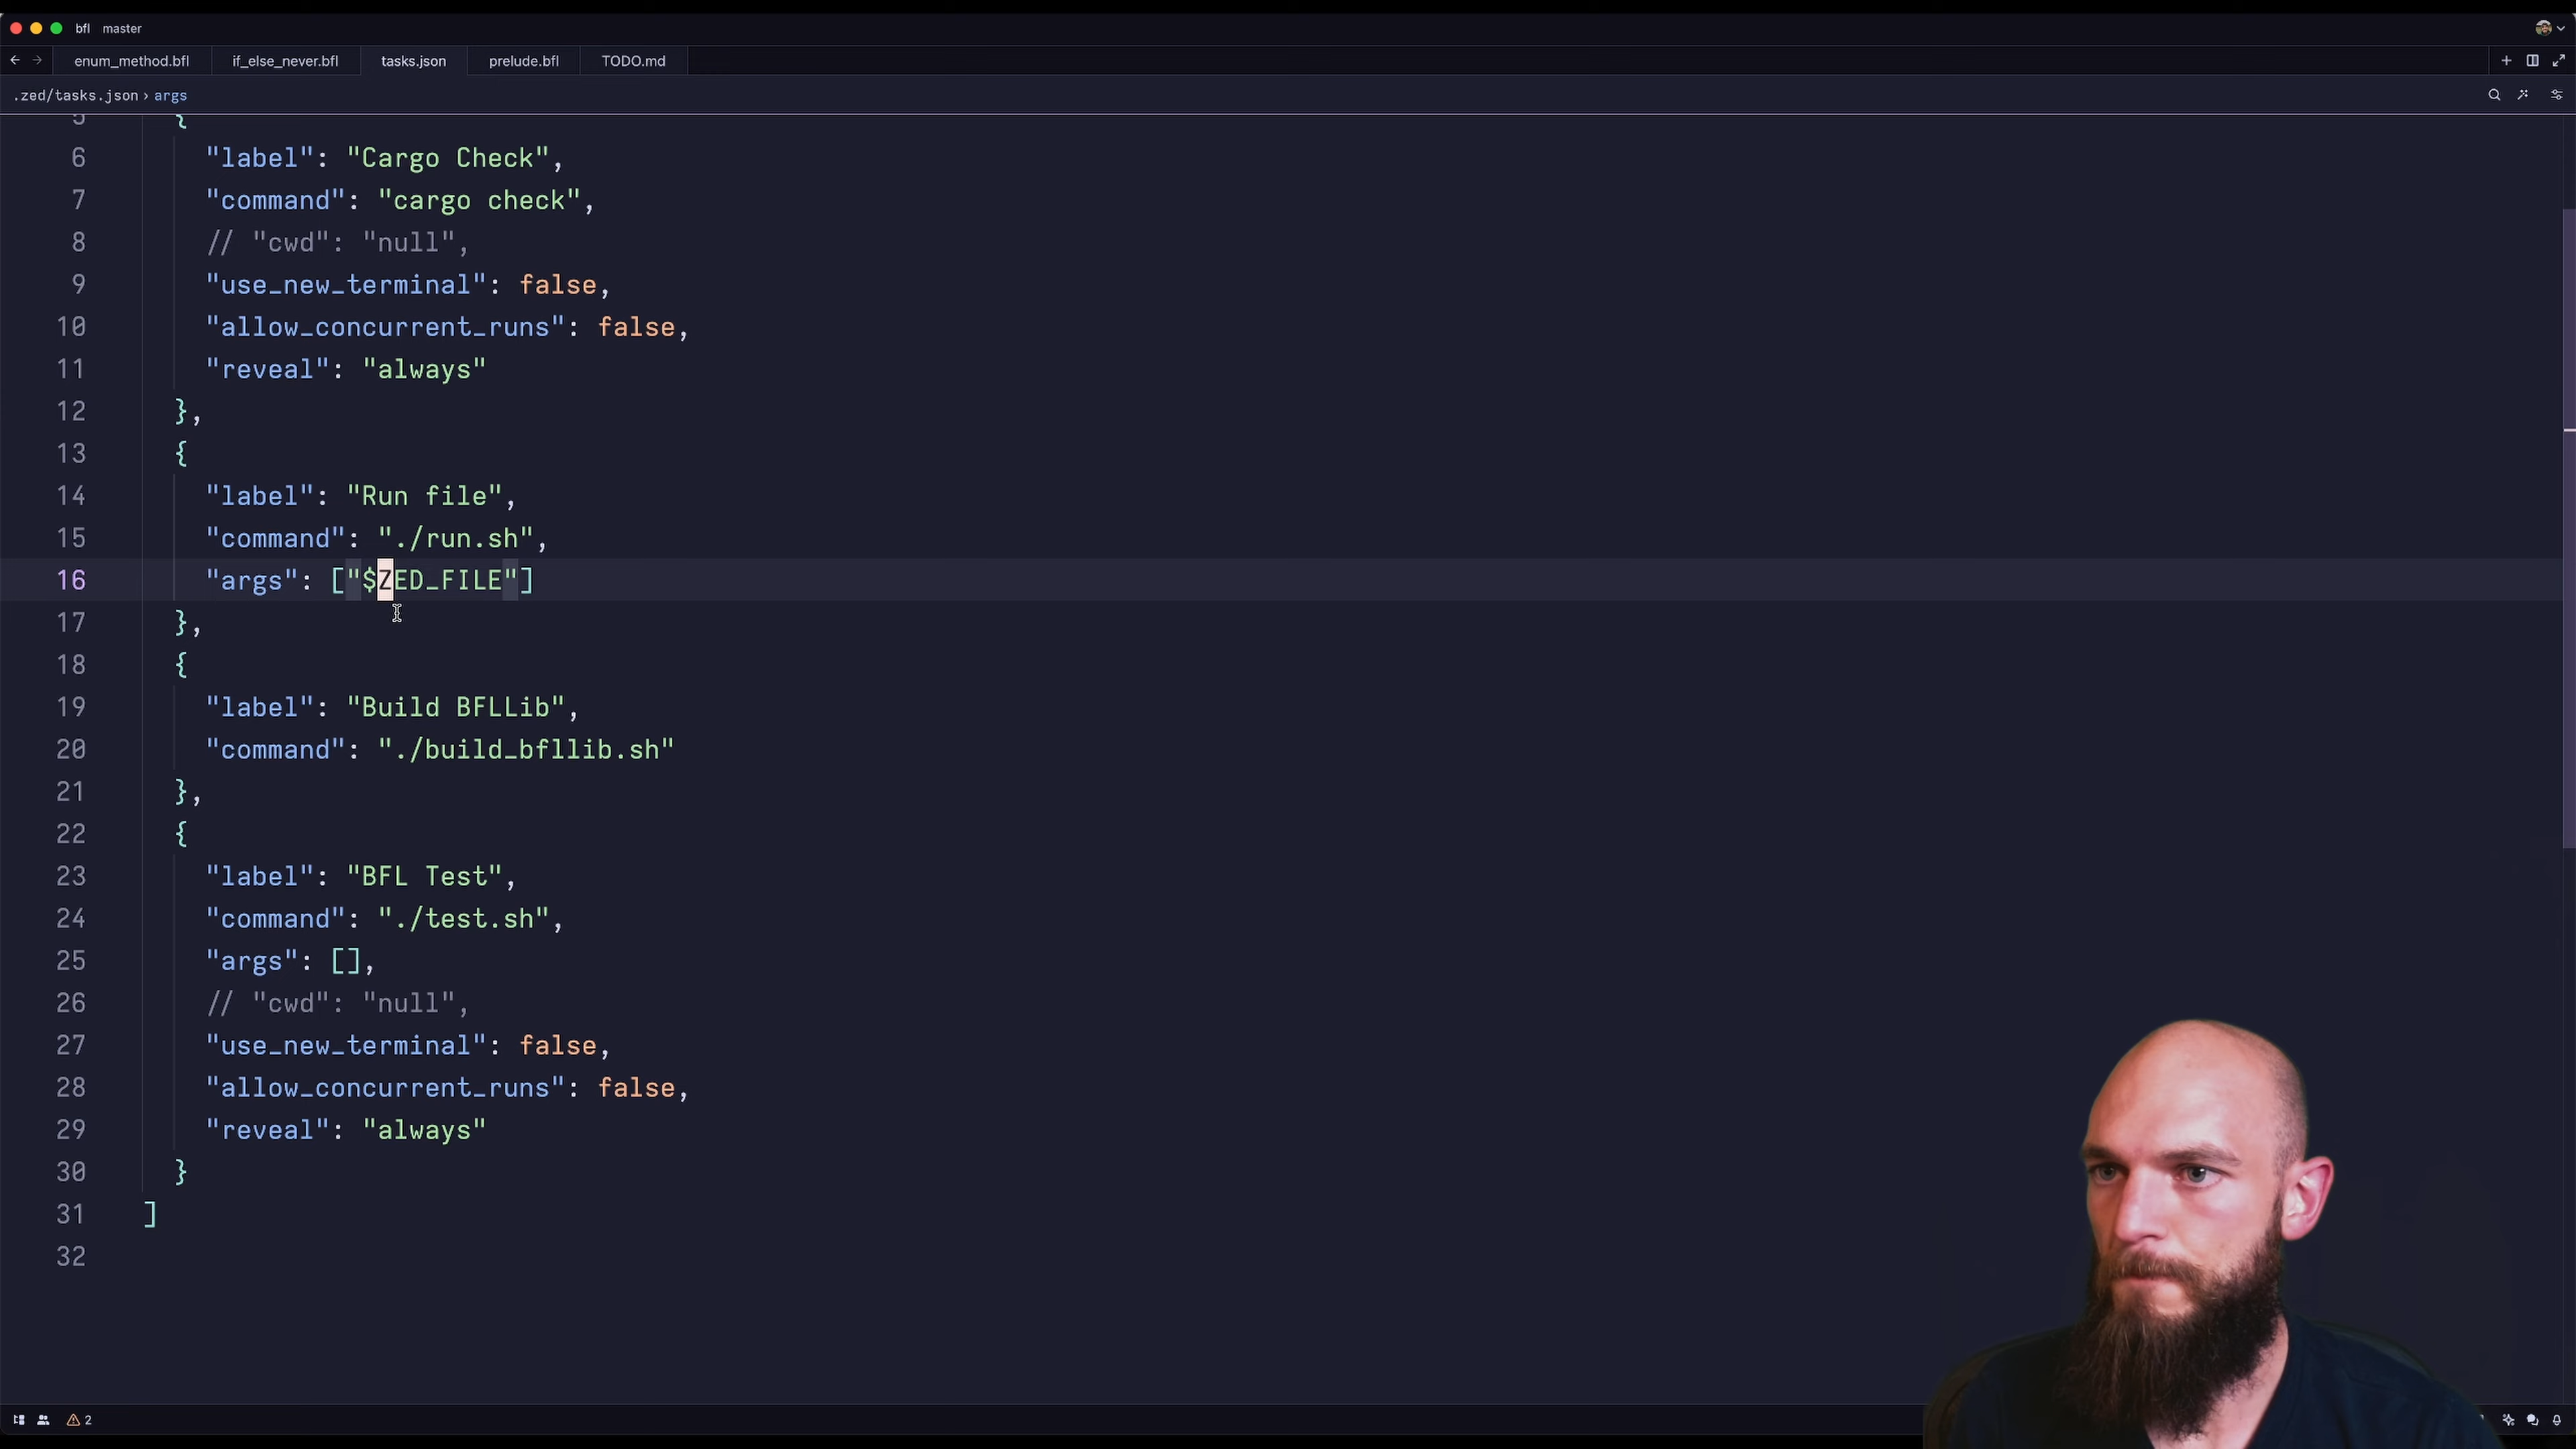 bfl master
enum_method.bfl if_else_never.bfl tasks.json prelude.bfl TODO.md
.zed/tasks.json › args
5 {
6 "label": "Cargo Check",
7 "command": "cargo check",
8 // "cwd": "null",
9 "use_new_terminal": false,
10 "allow_concurrent_runs": false,
11 "reveal": "always"
12 },
13 {
14 "label": "Run file",
15 "command": "./run.sh",
16 "args": ["$ZED_FILE"]
17 },
18 {
19 "label": "Build BFLLib",
20 "command": "./build_bfllib.sh"
21 },
22 {
23 "label": "BFL Test",
24 "command": "./test.sh",
25 "args": [],
26 // "cwd": "null",
27 "use_new_terminal": false,
28 "allow_concurrent_runs": false,
29 "reveal": "always"
30 }
31 ]
32
2